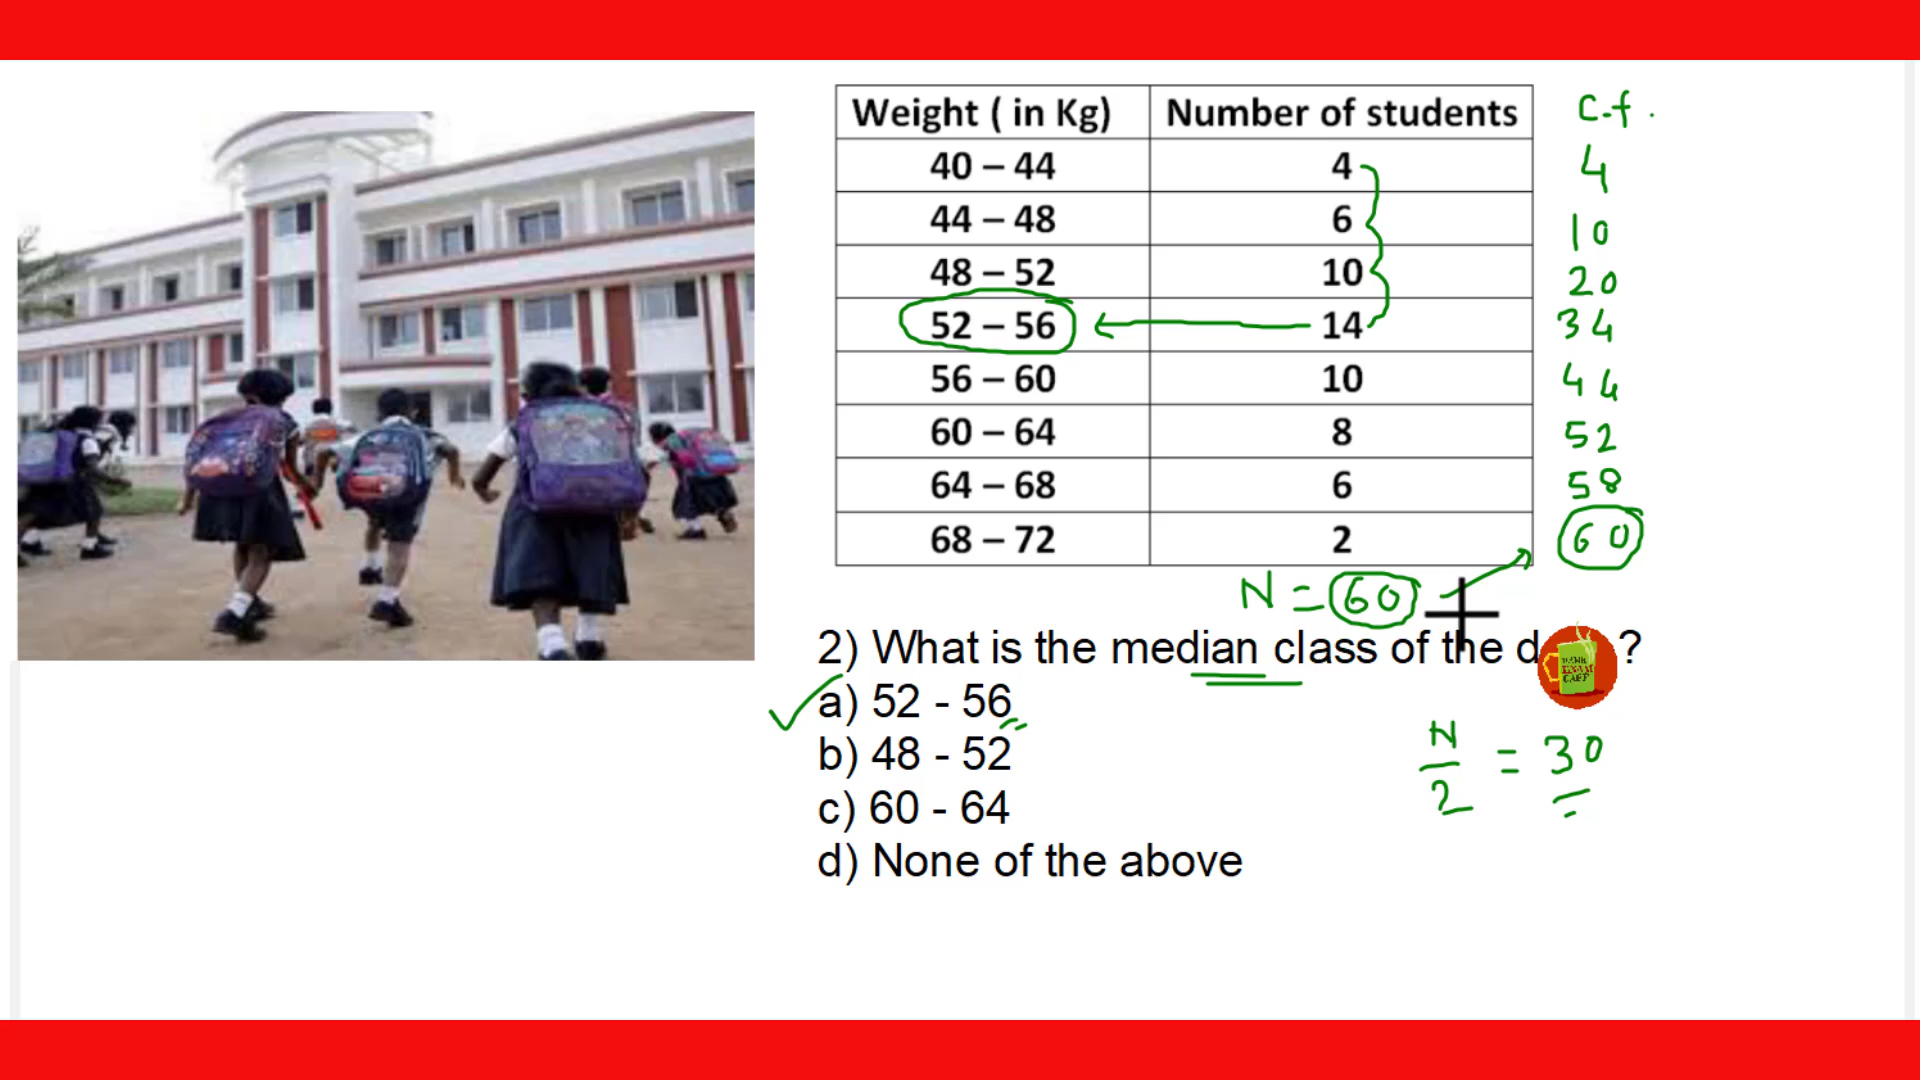 Weight ( in Kg) Number of students c.f.
40 – 44 4 4
44 – 48 6 10
48 – 52 10 20
52 – 56 14 34
56 – 60 10 44
60 – 64 8 52
64 – 68 6 58
68 – 72 2 60
N = 60
2) What is the median class of the d ?
a) 52 - 56
b) 48 - 52
c) 60 - 64
d) None of the above
N/2 = 30